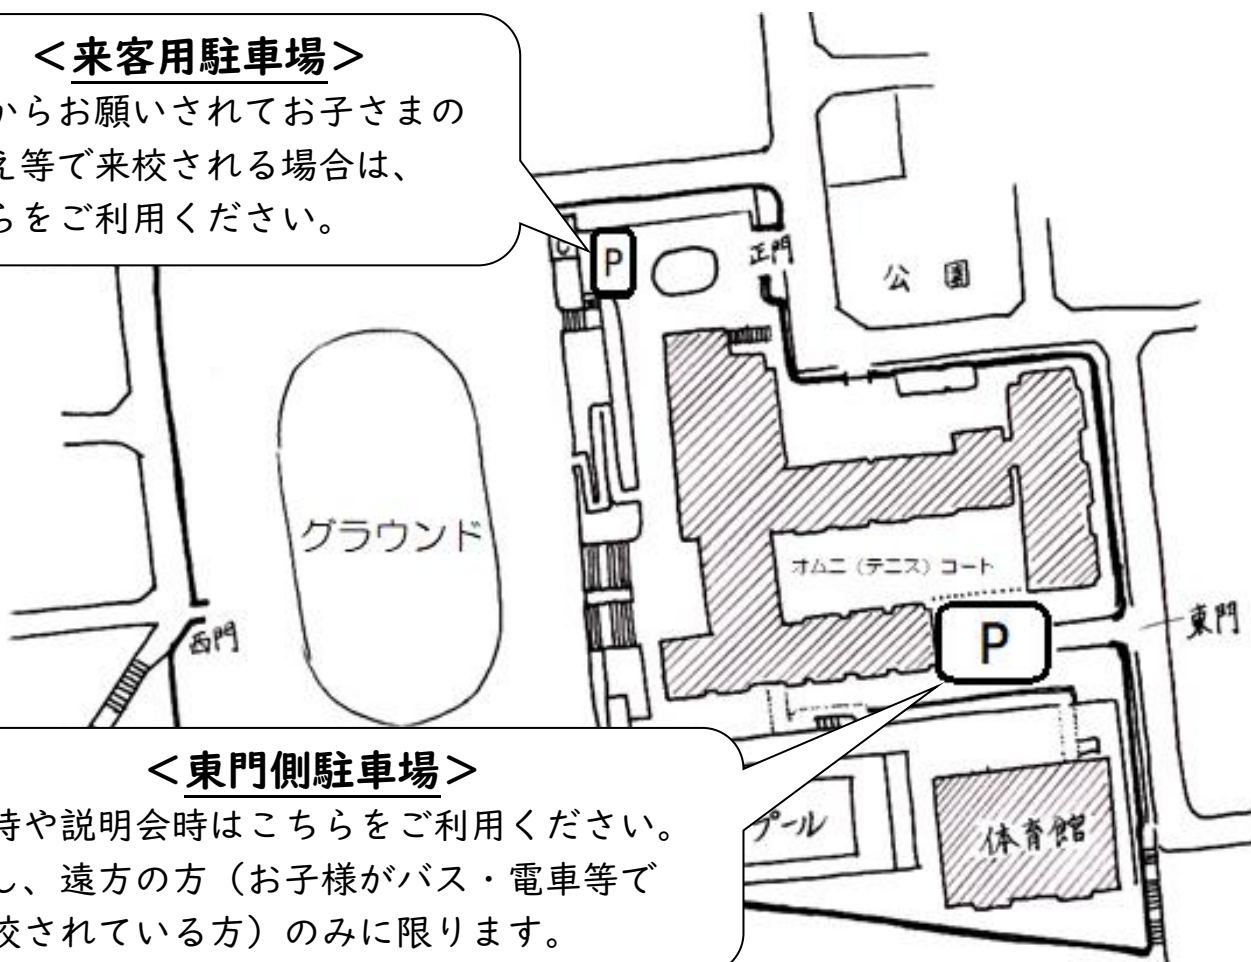 ＜来客用駐車場＞
からお願いされてお子さまの
え等で来校される場合は、
らをご利用ください。
P
正門
公園
グラウンド
オムニ（テニス）コート
P
東門
西門
＜東門側駐車場＞
時や説明会時はこちらをご利用ください。
し、遠方の方（お子様がバス・電車等で
校されている方）のみに限ります。
プール
体育館